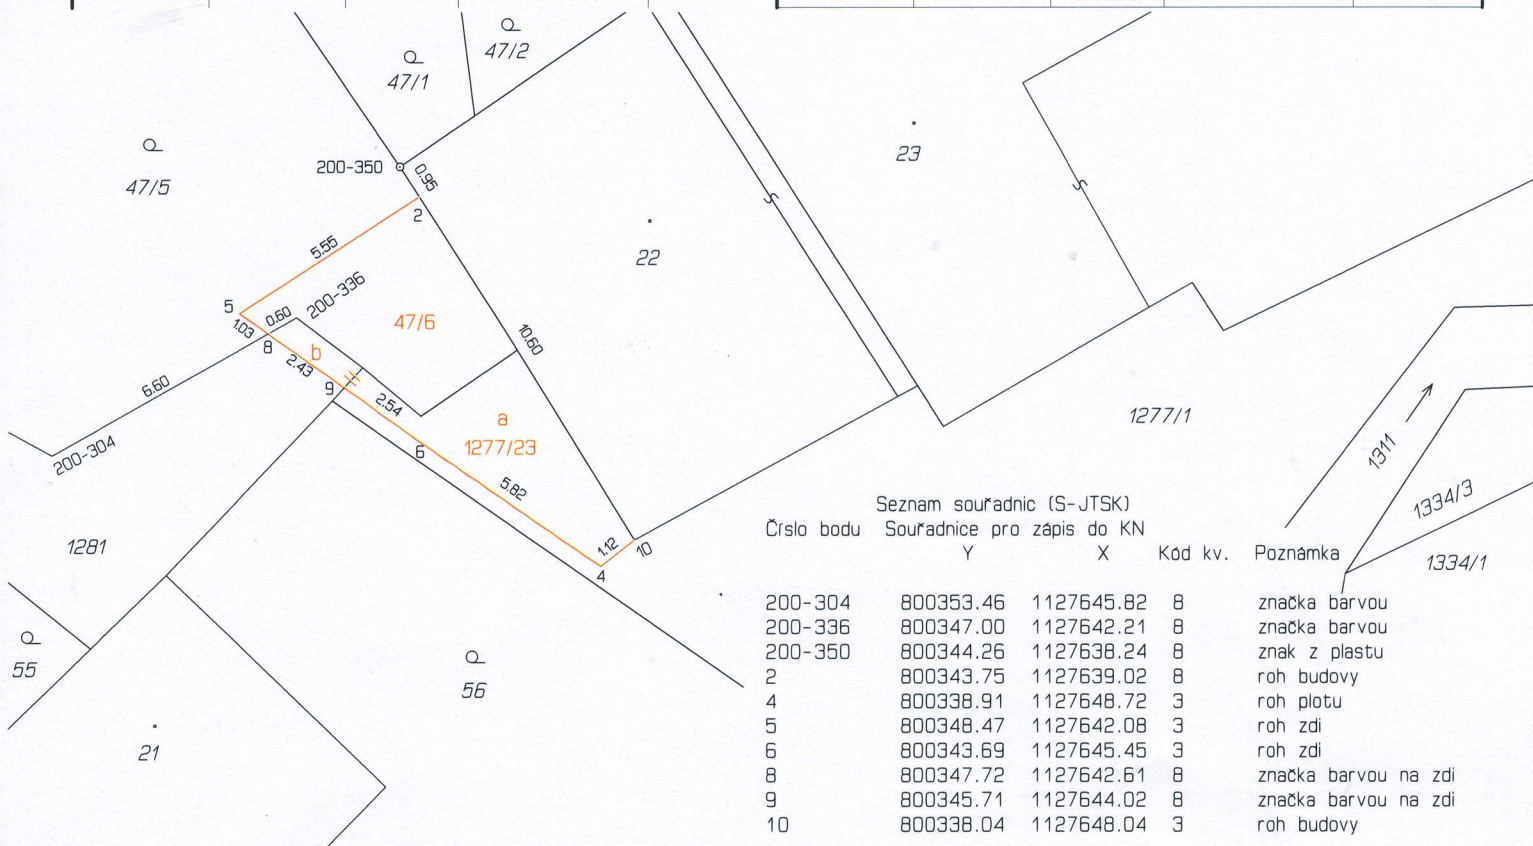 47/2
47/1
23
200-350
0.95
47/5
2
22
5.55
200-336
5
0.60
1.03
47/6
10.60
8
b
2.43
6.60
9
2.54
a
1277/23
1277/1
200-304
6
5.82
1311
1334/3
1334/1
1281
1.12
10
4
55
56
21
Seznam souřadnic (S-JTSK)
Číslo bodu Souřadnice pro zápis do KN
Y X Kód kv. Poznámka
200-304 800353.46 1127645.82 8 značka barvou
200-336 800347.00 1127642.21 8 značka barvou
200-350 800344.26 1127638.24 8 znak z plastu
2 800343.75 1127639.02 8 roh budovy
4 800338.91 1127648.72 3 roh plotu
5 800348.47 1127642.08 3 roh zdi
6 800343.69 1127645.45 3 roh zdi
8 800347.72 1127642.61 8 značka barvou na zdi
9 800345.71 1127644.02 8 značka barvou na zdi
10 800338.04 1127648.04 3 roh budovy